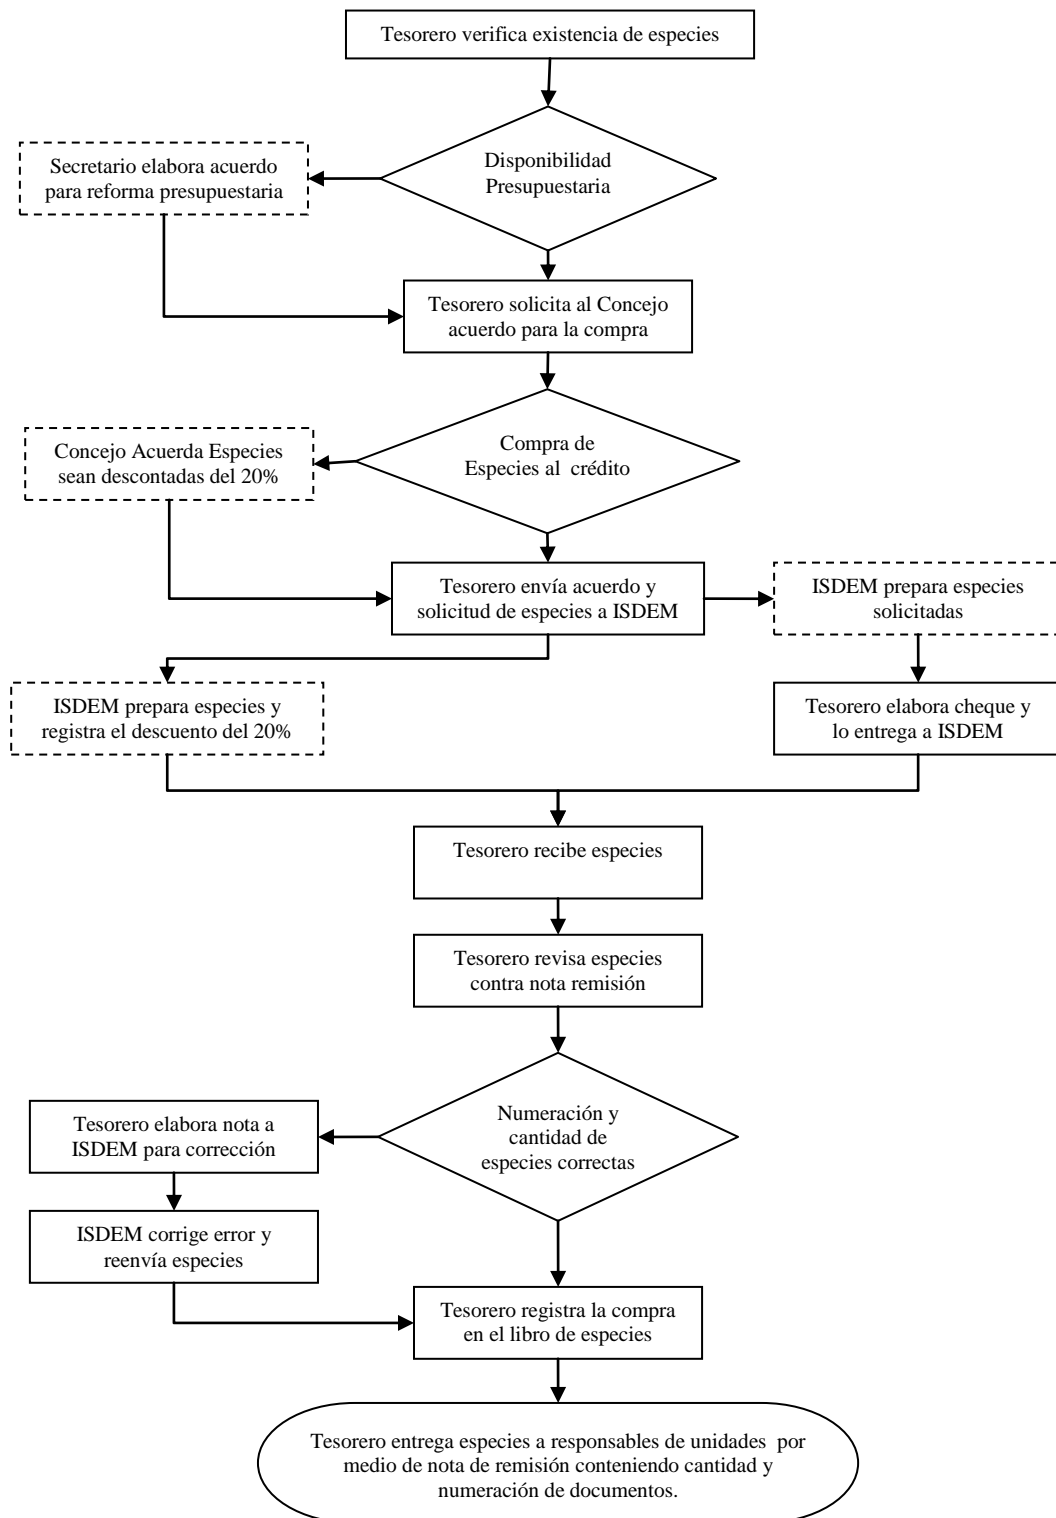 Tesorero verifica existencia de especies
Disponibilidad
Presupuestaria
Secretario elabora acuerdo
para reforma presupuestaria
Tesorero solicita al Concejo
acuerdo para la compra
Compra de
Especies al crédito
Concejo Acuerda Especies
sean descontadas del 20%
Tesorero envía acuerdo y
solicitud de especies a ISDEM
ISDEM prepara especies
solicitadas
ISDEM prepara especies y
registra el descuento del 20%
Tesorero elabora cheque y
lo entrega a ISDEM
Tesorero recibe especies
Tesorero revisa especies
contra nota remisión
Numeración y
cantidad de
especies correctas
Tesorero elabora nota a
ISDEM para corrección
ISDEM corrige error y
reenvía especies
Tesorero registra la compra
en el libro de especies
Tesorero entrega especies a responsables de unidades por
medio de nota de remisión conteniendo cantidad y
numeración de documentos.